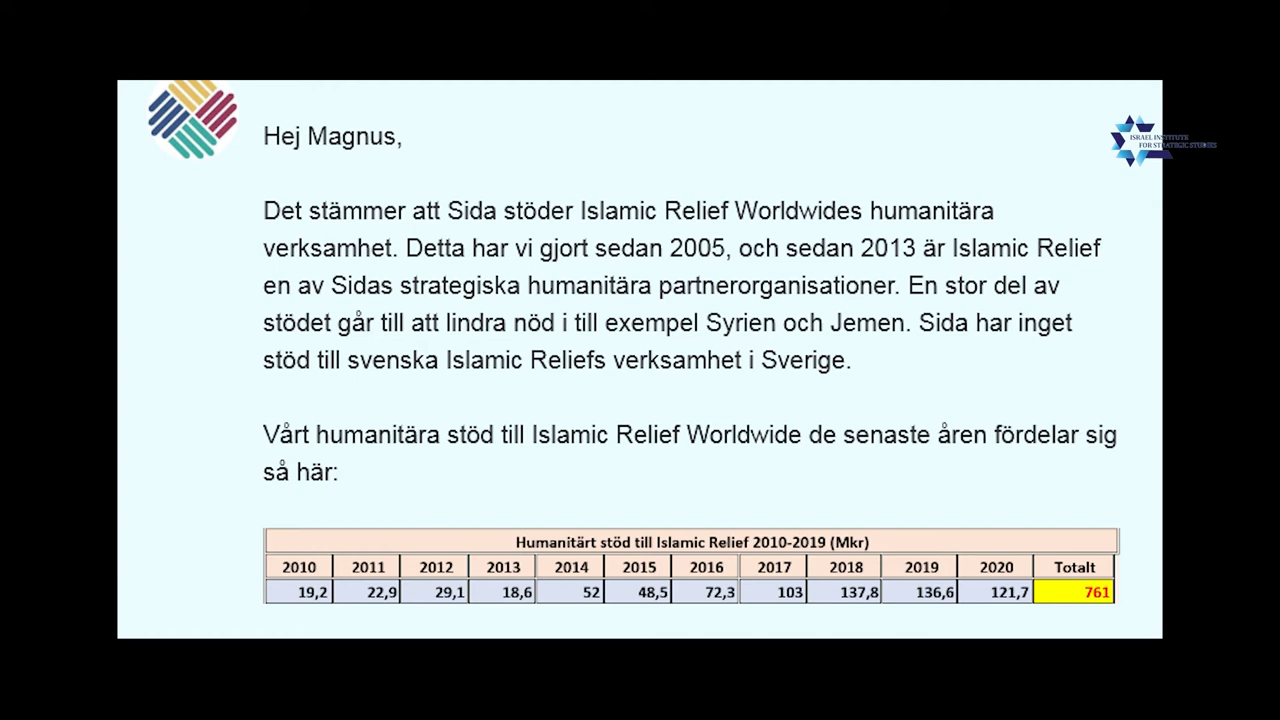 Hej Magnus,
ISRAEL INSTITUTE
FOR STRATEGIC STUDIES
Det stämmer att Sida stöder Islamic Relief Worldwides humanitära
verksamhet. Detta har vi gjort sedan 2005, och sedan 2013 är Islamic Relief
en av Sidas strategiska humanitära partnerorganisationer. En stor del av
stödet går till att lindra nöd i till exempel Syrien och Jemen. Sida har inget
stöd till svenska Islamic Reliefs verksamhet i Sverige.
Vårt humanitära stöd till Islamic Relief Worldwide de senaste åren fördelar sig
så här:
Humanitärt stöd till Islamic Relief 2010-2019 (Mkr)
2010 2011 2012 2013 2014 2015 2016 2017 2018 2019 2020 Totalt
19,2 22,9 29,1 18,6 52 48,5 72,3 103 137,8 136,6 121,7 761